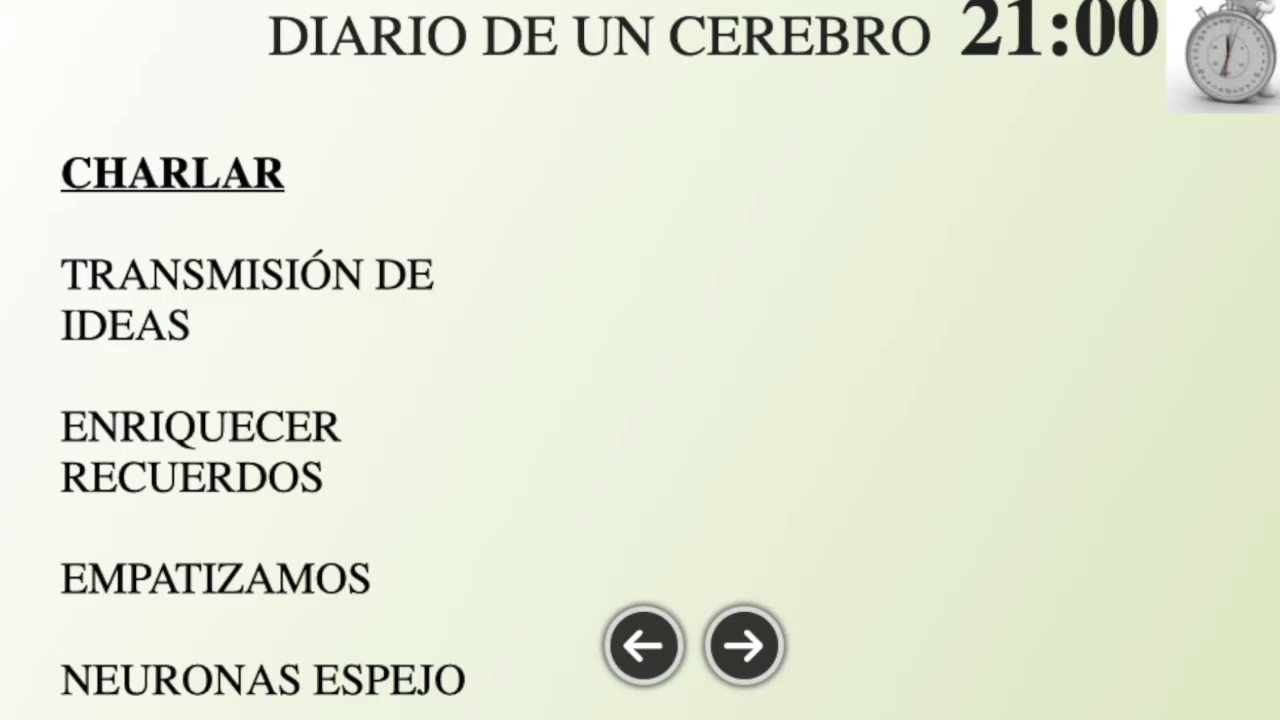 DIARIO DE UN CEREBRO 21:00
CHARLAR
TRANSMISIÓN DE
IDEAS
ENRIQUECER
RECUERDOS
EMPATIZAMOS
NEURONAS ESPEJO